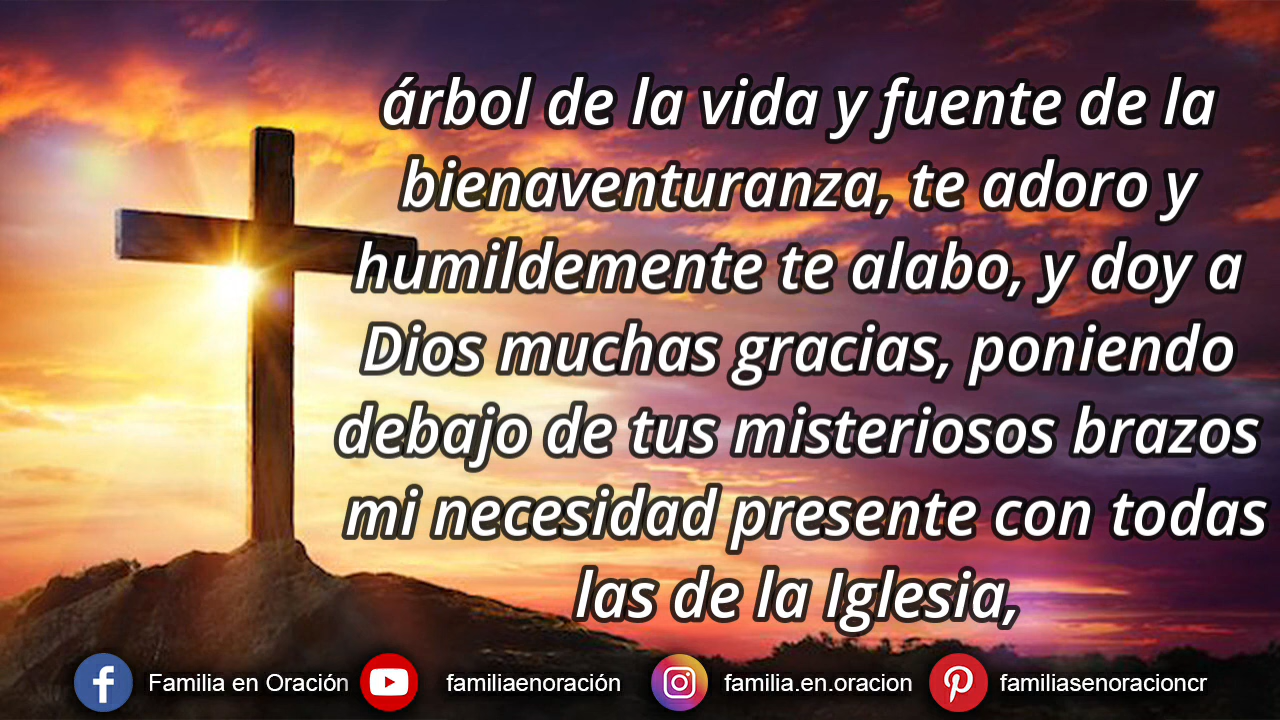 árbol de la vida y fuente de la
bienaventuranza, te adoro y
humildemente te alabo, y doy a
Dios muchas gracias, poniendo
debajo de tus misteriosos brazos
mi necesidad presente con todas
las de la Iglesia,
Familia en Oración familiaenoración familia.en.oracion familiasenoracioncr